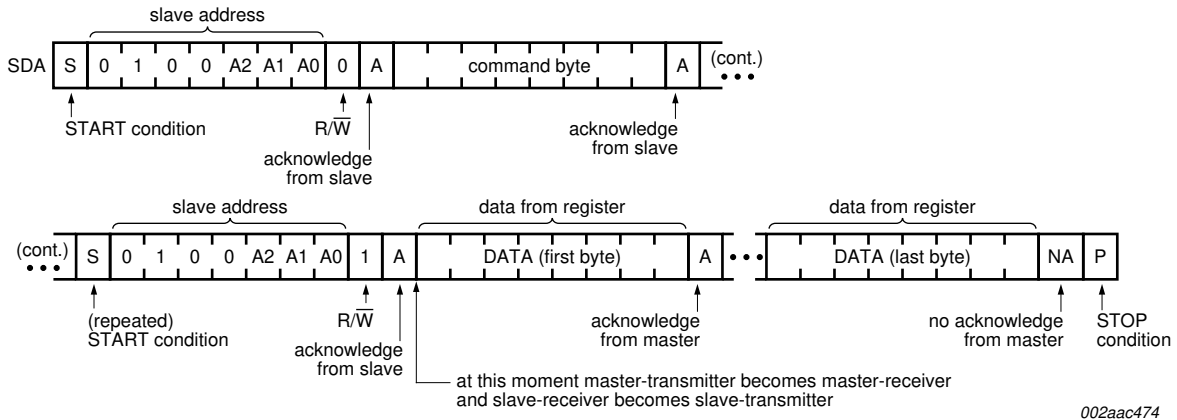 slave address
SDA S 0 1 0 0 A2 A1 A0 0 A command byte A (cont.)
START condition R/W̅ acknowledge from slave acknowledge from slave
slave address data from register data from register
(cont.) S 0 1 0 0 A2 A1 A0 1 A DATA (first byte) A DATA (last byte) NA P
(repeated) START condition R/W̅ acknowledge from slave acknowledge from master no acknowledge from master STOP condition
at this moment master-transmitter becomes master-receiver
and slave-receiver becomes slave-transmitter
002aac474